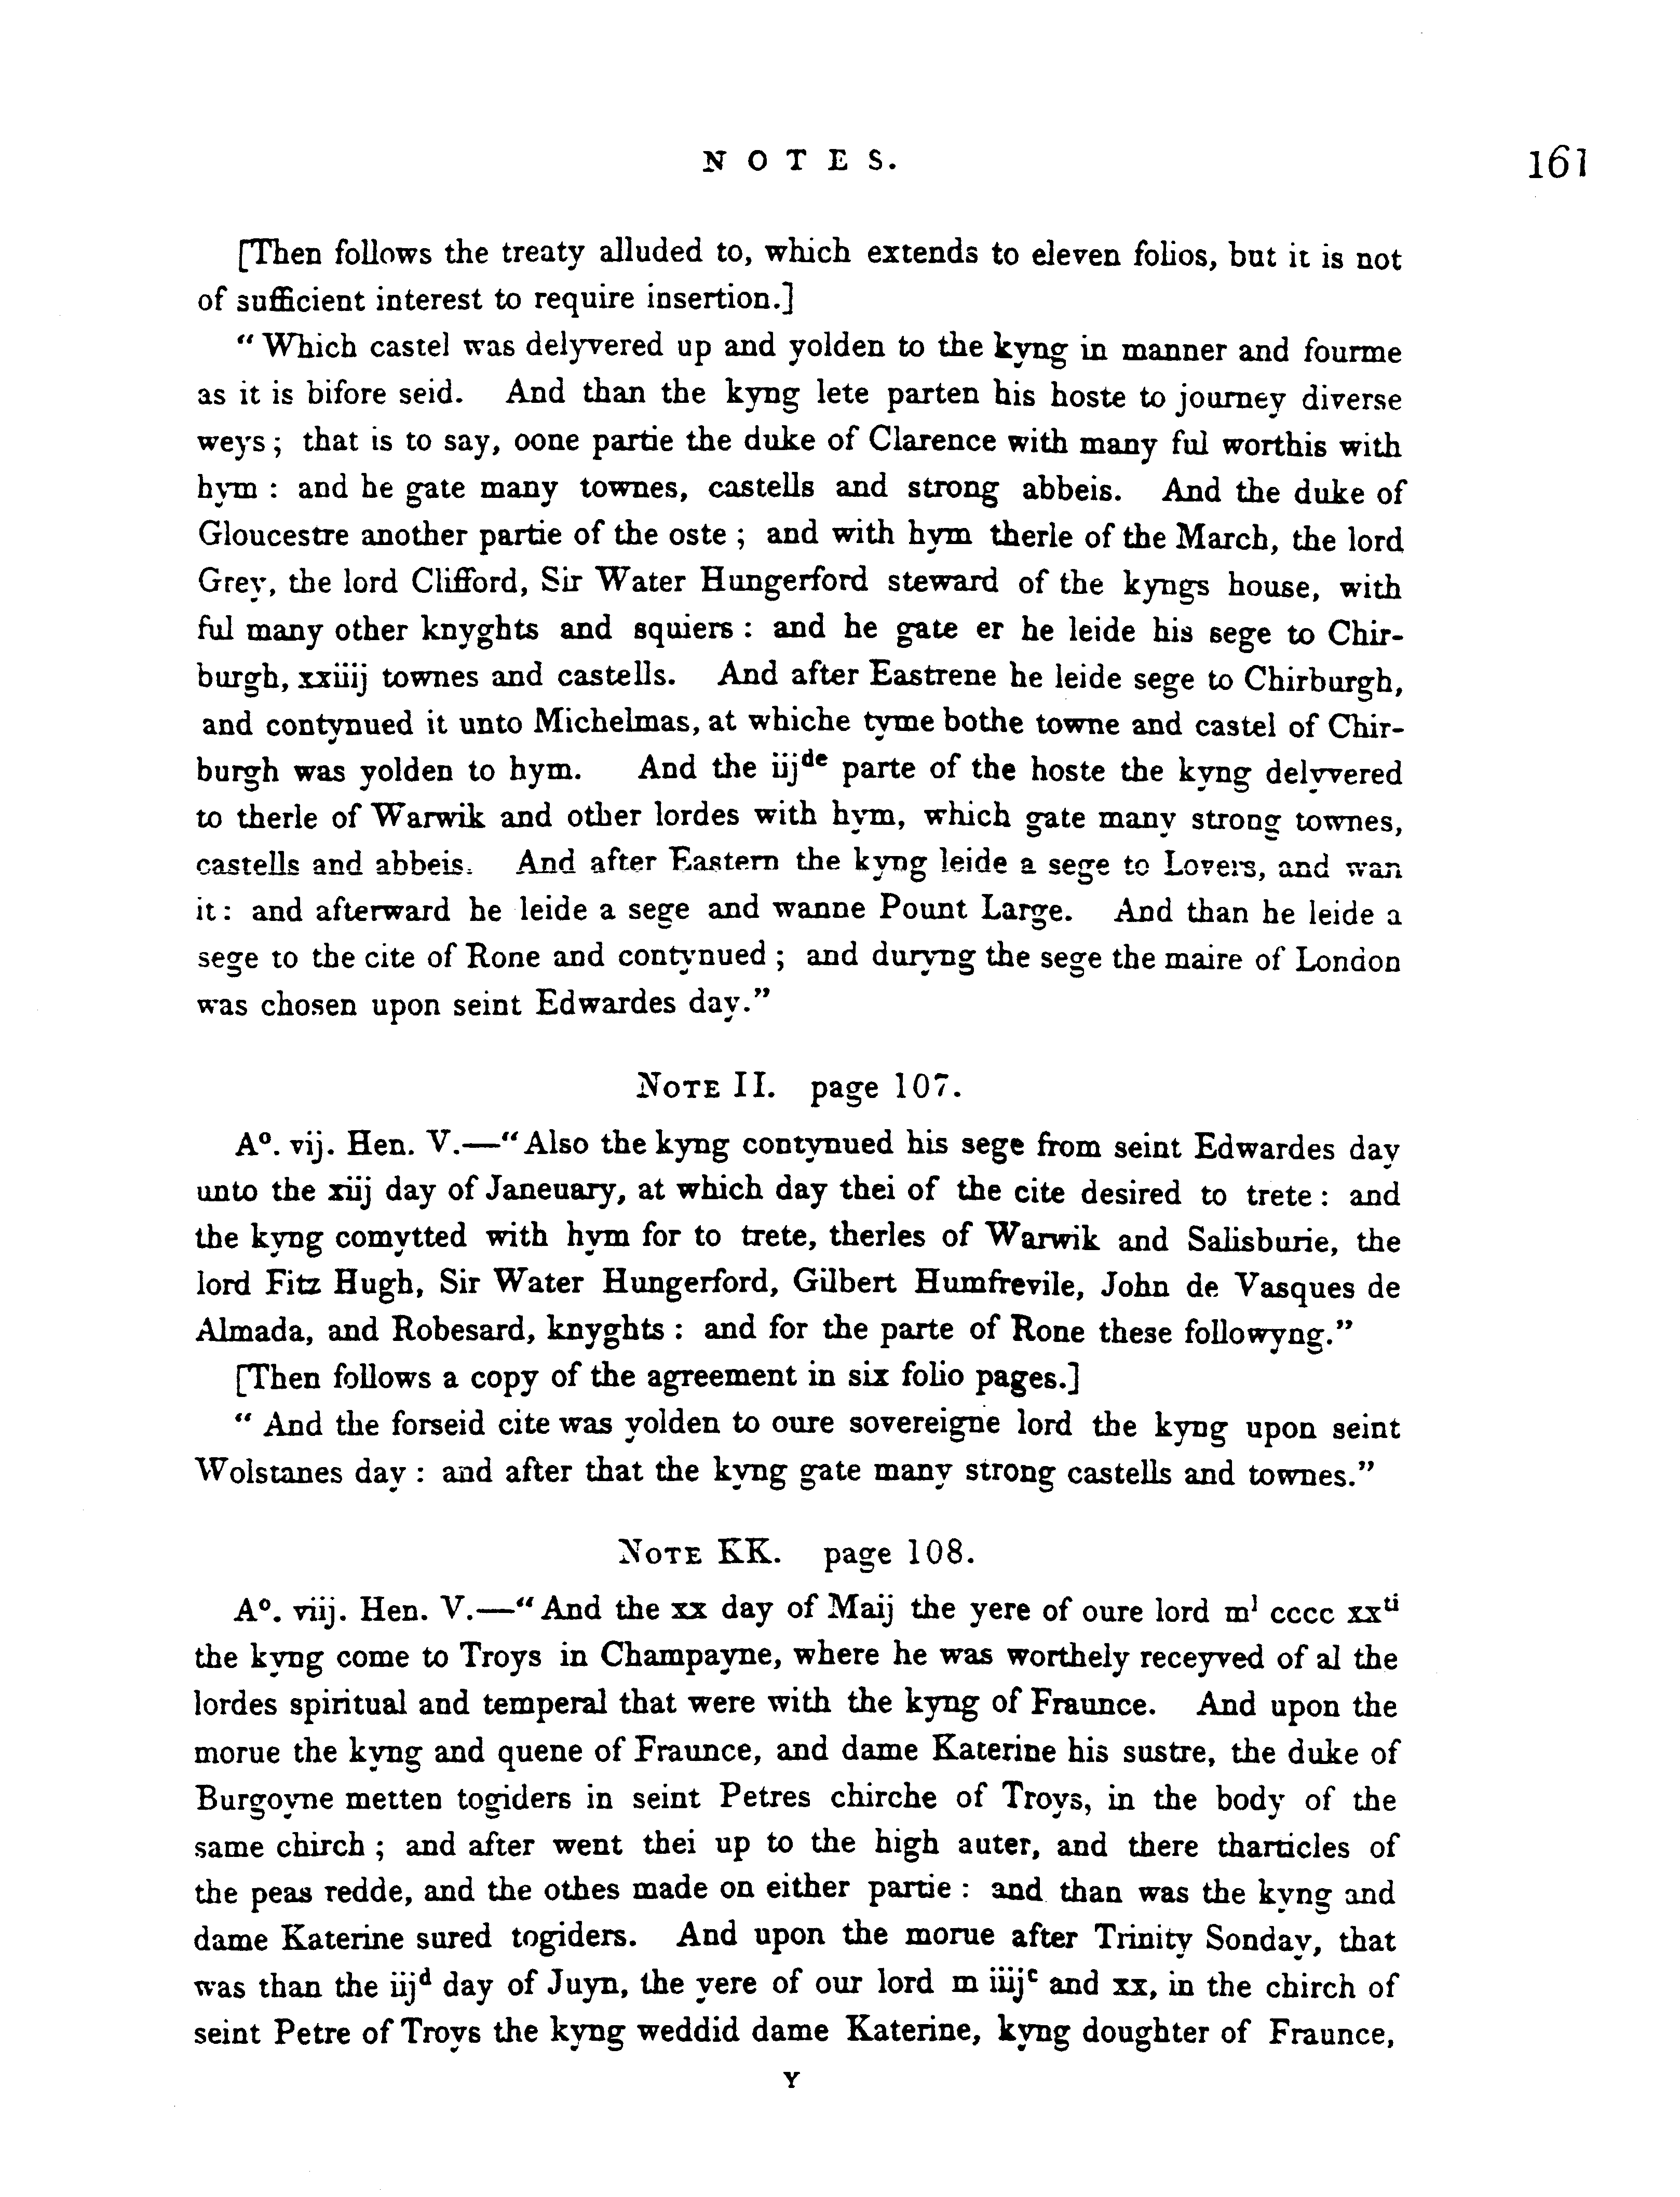 NOTES. 161
[Then follows the treaty alluded to, which extends to eleven folios, but it is not
of sufficient interest to require insertion.]
“Which castel was delyvered up and yolden to the kyng in manner and fourme
as it is bifore seid. And than the kyng lete parten his hoste to journey diverse
weys; that is to say, oone partie the duke of Clarence with many ful worthis with
hym : and he gate many townes, castells and strong abbeis. And the duke of
Gloucestre another partie of the oste ; and with hym therle of the March, the lord
Grey, the lord Clifford, Sir Water Hungerford steward of the kyngs house, with
ful many other knyghts and squiers : and he gate er he leide his sege to Chir-
burgh, xxiiij townes and castells. And after Eastrene he leide sege to Chirburgh,
and contynued it unto Michelmas, at whiche tyme bothe towne and castel of Chir-
burgh was yolden to hym. And the iijde parte of the hoste the kyng delyvered
to therle of Warwik and other lordes with hym, which gate many strong townes,
castells and abbeis. And after Eastern the kyng leide a sege to Lovers, and wan
it : and afterward he leide a sege and wanne Pount Large. And than he leide a
sege to the cite of Rone and contynued ; and duryng the sege the maire of London
was chosen upon seint Edwardes day.”
NOTE II. page 107.
Aº. vij. Hen. V.—“Also the kyng contynued his sege from seint Edwardes day
unto the xiij day of Janeuary, at which day thei of the cite desired to trete : and
the kyng comytted with hym for to trete, therles of Warwik and Salisburie, the
lord Fitz Hugh, Sir Water Hungerford, Gilbert Humfrevile, John de Vasques de
Almada, and Robesard, knyghts : and for the parte of Rone these followyng.”
[Then follows a copy of the agreement in six folio pages.]
“And the forseid cite was yolden to oure sovereigne lord the kyng upon seint
Wolstanes day : and after that the kyng gate many strong castells and townes.”
NOTE KK. page 108.
Aº. viij. Hen. V.—“And the xx day of Maij the yere of oure lord ml cccc xxti
the kyng come to Troys in Champayne, where he was worthely receyved of al the
lordes spiritual and temperal that were with the kyng of Fraunce. And upon the
morue the kyng and quene of Fraunce, and dame Katerine his sustre, the duke of
Burgoyne metten togiders in seint Petres chirche of Troys, in the body of the
same chirch ; and after went thei up to the high auter, and there tharticles of
the peas redde, and the othes made on either partie : and than was the kyng and
dame Katerine sured togiders. And upon the morue after Trinity Sonday, that
was than the iijd day of Juyn, the yere of our lord m iiijc and xx, in the chirch of
seint Petre of Troys the kyng weddid dame Katerine, kyng doughter of Fraunce,
Y